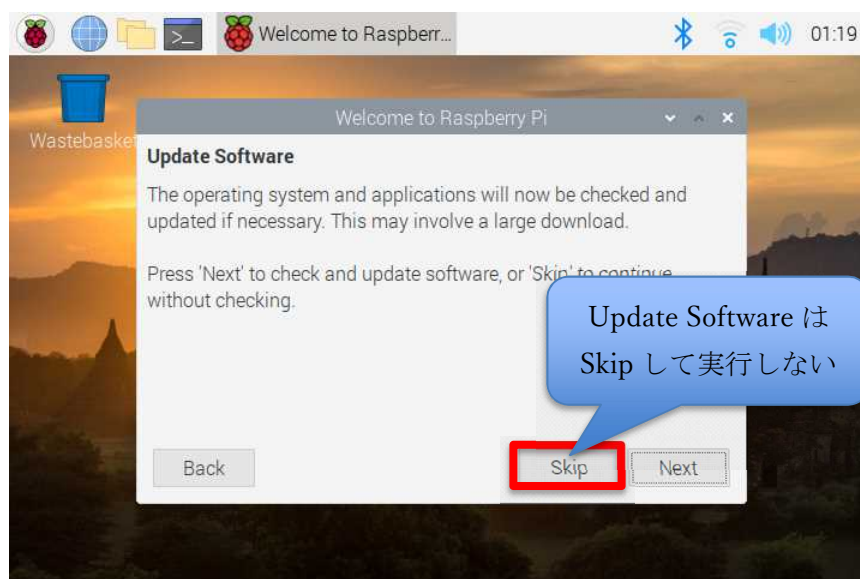 Welcome to Raspberr...
01:19
Wastebasket
Welcome to Raspberry Pi
Update Software
The operating system and applications will now be checked and
updated if necessary. This may involve a large download.
Press 'Next' to check and update software, or 'Skip' to continue
without checking.
Update Software は
Skip して実行しない
Back
Skip
Next